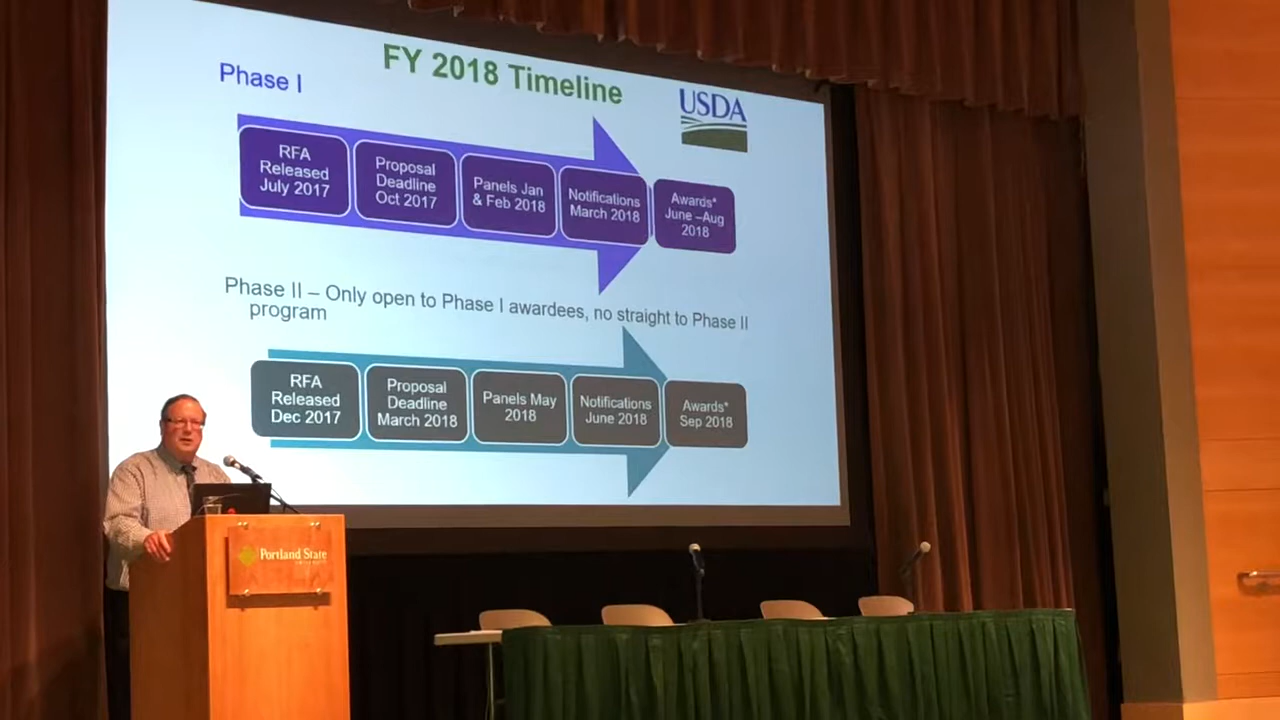 FY 2018 Timeline
Phase I
USDA
RFA
Released
July 2017
Proposal
Deadline
Oct 2017
Panels Jan
& Feb 2018
Notifications
March 2018
Awards*
June –Aug
2018
Phase II – Only open to Phase I awardees, no straight to Phase II
program
RFA
Released
Dec 2017
Proposal
Deadline
March 2018
Panels May
2018
Notifications
June 2018
Awards*
Sep 2018
Portland State
UNIVERSITY